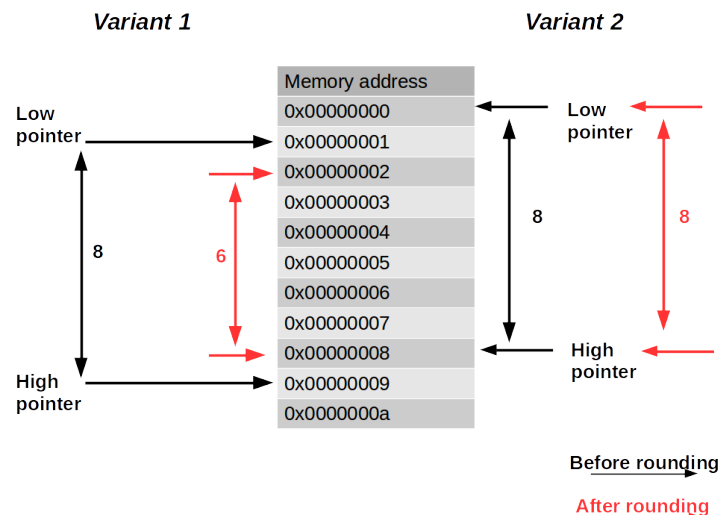 Variant 1
Variant 2
Memory address
0x00000000
0x00000001
0x00000002
0x00000003
0x00000004
0x00000005
0x00000006
0x00000007
0x00000008
0x00000009
0x0000000a
Low
pointer
8
6
High
pointer
Low
pointer
8
8
High
pointer
Before rounding
After rounding